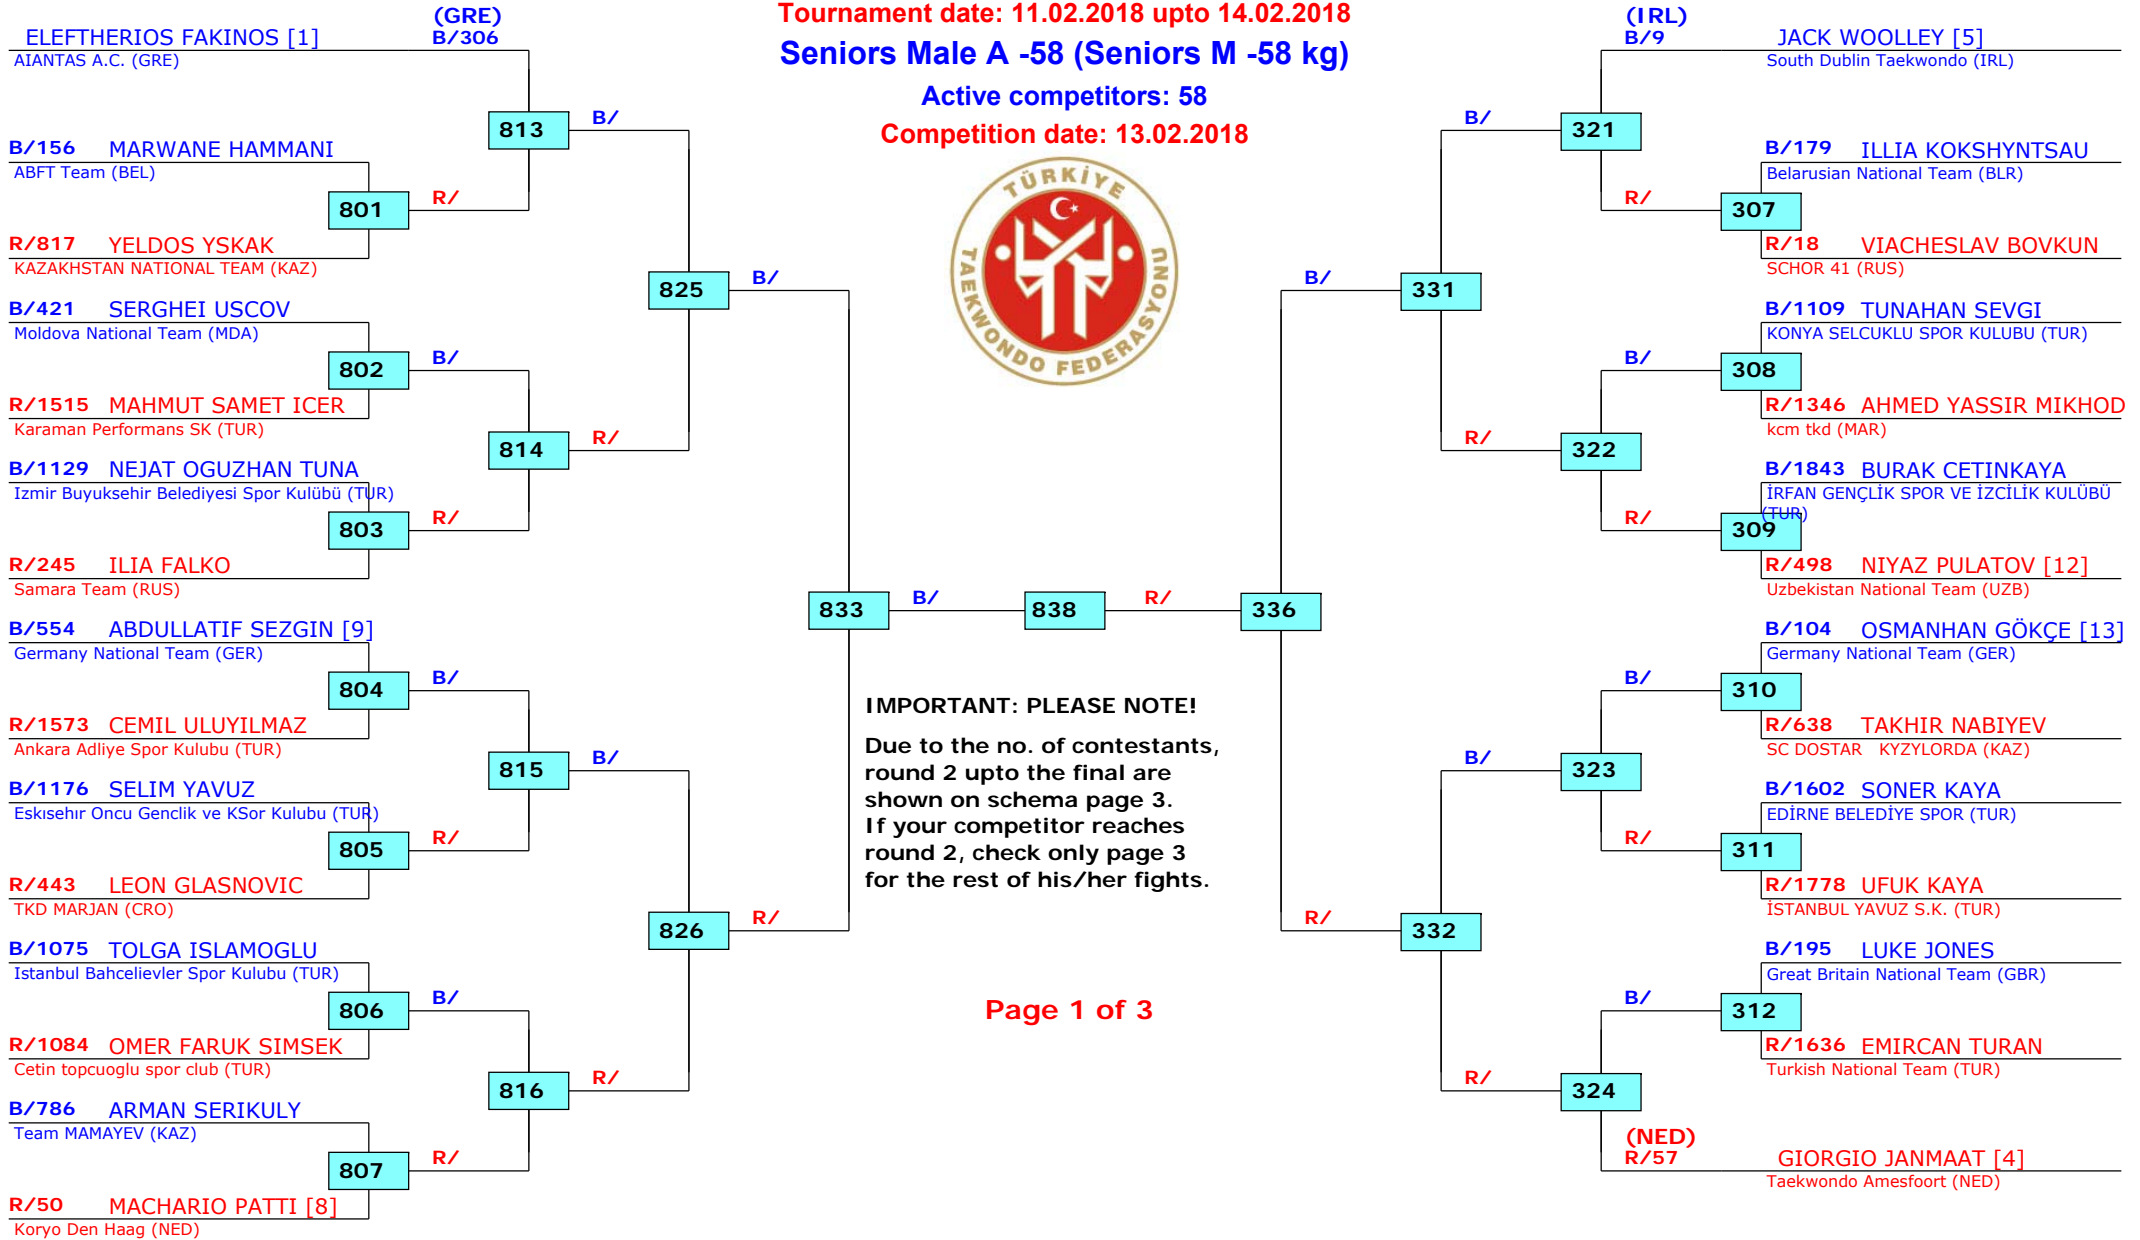 Tournament date: 11.02.2018 upto 14.02.2018
Seniors Male A -58 (Seniors M -58 kg)
Active competitors: 58
Competition date: 13.02.2018
TÜRKİYE TAEKWONDO FEDERASYONU
(GRE)
ELEFTHERIOS FAKINOS [1] B/306
AIANTAS A.C. (GRE)
813 B/
B/156 MARWANE HAMMANI
ABFT Team (BEL)
801 R/
R/817 YELDOS YSKAK
KAZAKHSTAN NATIONAL TEAM (KAZ)
825 B/
B/421 SERGHEI USCOV
Moldova National Team (MDA)
802 B/
R/1515 MAHMUT SAMET ICER
Karaman Performans SK (TUR)
814 R/
B/1129 NEJAT OGUZHAN TUNA
Izmir Buyuksehir Belediyesi Spor Kulübü (TUR)
803 R/
R/245 ILIA FALKO
Samara Team (RUS)
833 B/ 838 R/ 336
B/554 ABDULLATIF SEZGIN [9]
Germany National Team (GER)
804 B/
R/1573 CEMIL ULUYILMAZ
Ankara Adliye Spor Kulubu (TUR)
815 B/
B/1176 SELIM YAVUZ
Eskısehır Oncu Genclik ve KSor Kulubu (TUR)
805 R/
R/443 LEON GLASNOVIC
TKD MARJAN (CRO)
826 R/
B/1075 TOLGA ISLAMOGLU
Istanbul Bahcelievler Spor Kulubu (TUR)
806 B/
R/1084 OMER FARUK SIMSEK
Cetin topcuoglu spor club (TUR)
816 R/
B/786 ARMAN SERIKULY
Team MAMAYEV (KAZ)
807 R/
R/50 MACHARIO PATTI [8]
Koryo Den Haag (NED)
IMPORTANT: PLEASE NOTE!
Due to the no. of contestants,
round 2 upto the final are
shown on schema page 3.
If your competitor reaches
round 2, check only page 3
for the rest of his/her fights.
Page 1 of 3
(IRL)
B/9 JACK WOOLLEY [5]
South Dublin Taekwondo (IRL)
B/ 321
B/179 ILLIA KOKSHYNTSAU
Belarusian National Team (BLR)
R/ 307
R/18 VIACHESLAV BOVKUN
SCHOR 41 (RUS)
B/ 331
B/1109 TUNAHAN SEVGI
KONYA SELCUKLU SPOR KULUBU (TUR)
B/ 308
R/1346 AHMED YASSIR MIKHOD
kcm tkd (MAR)
R/ 322
B/1843 BURAK CETINKAYA
İRFAN GENÇLİK SPOR VE İZCİLİK KULÜBÜ
(TUR)
R/ 309
R/498 NIYAZ PULATOV [12]
Uzbekistan National Team (UZB)
B/104 OSMANHAN GÖKÇE [13]
Germany National Team (GER)
B/ 310
R/638 TAKHIR NABIYEV
SC DOSTAR KYZYLORDA (KAZ)
B/ 323
B/1602 SONER KAYA
EDİRNE BELEDİYE SPOR (TUR)
R/ 311
R/1778 UFUK KAYA
İSTANBUL YAVUZ S.K. (TUR)
R/ 332
B/195 LUKE JONES
Great Britain National Team (GBR)
B/ 312
R/1636 EMIRCAN TURAN
Turkish National Team (TUR)
R/ 324
(NED)
R/57 GIORGIO JANMAAT [4]
Taekwondo Amesfoort (NED)